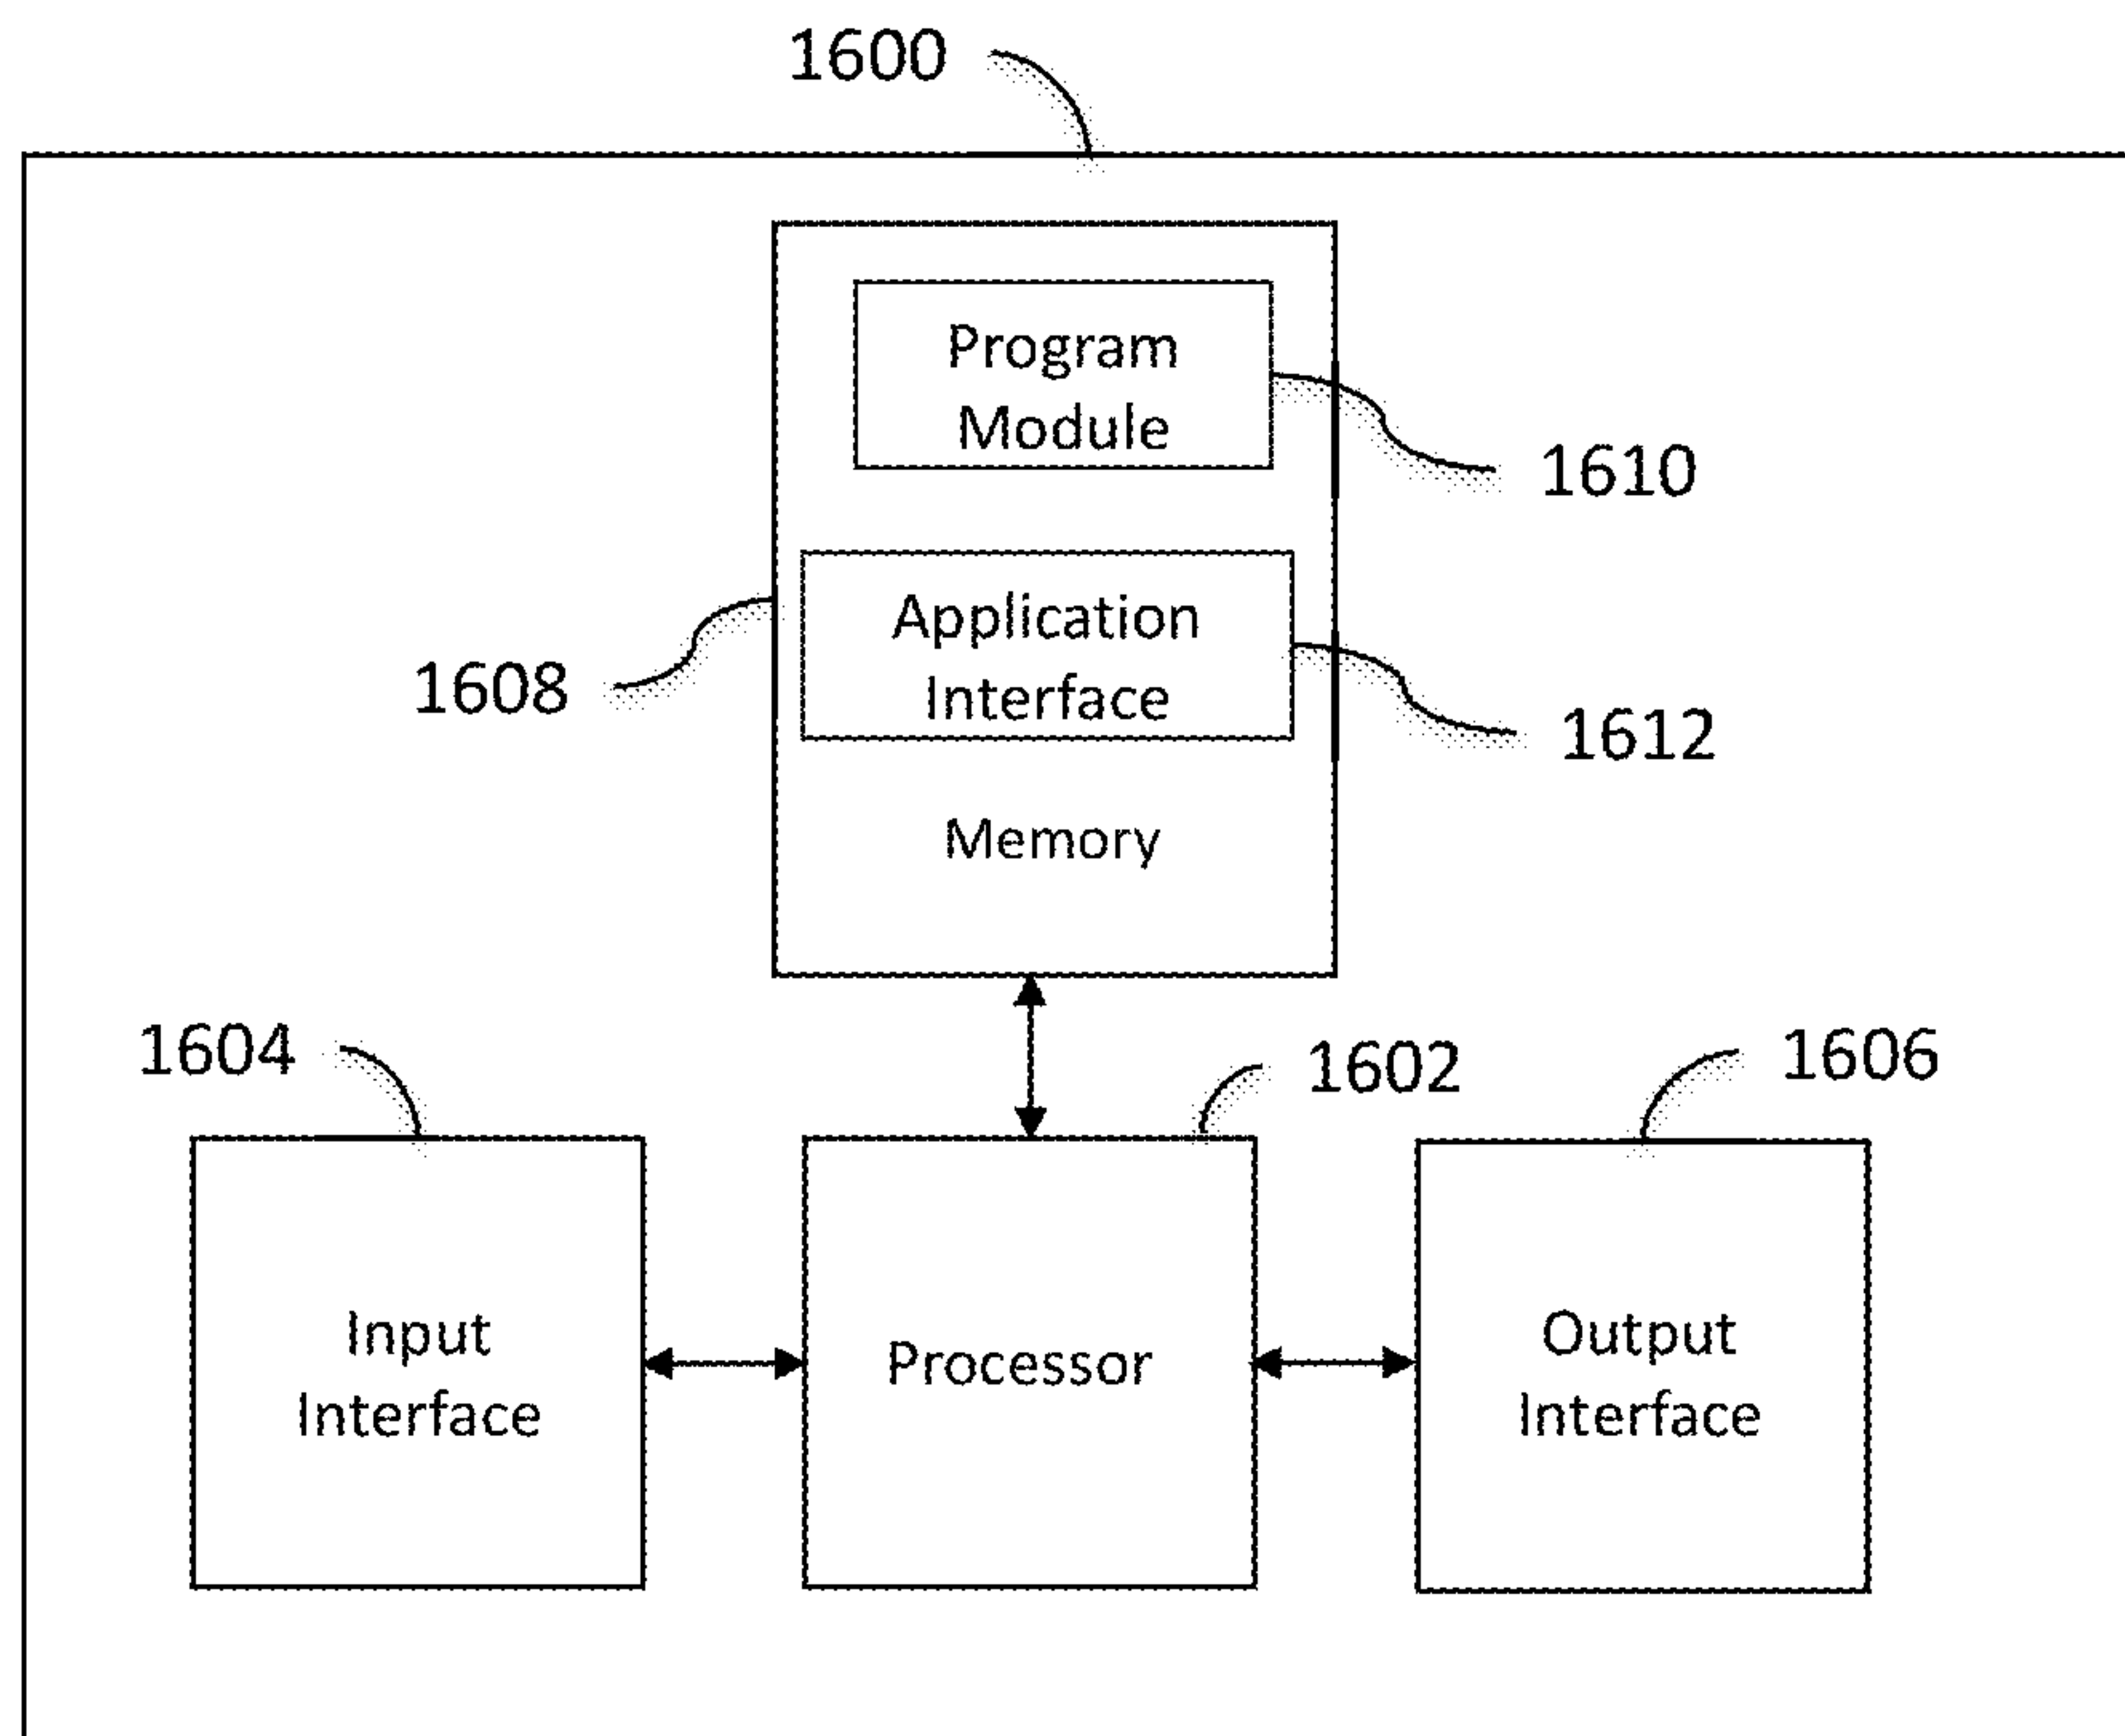 1600
Program
Module
1610
Application
Interface
1608
1612
Memory
1604
1602
1606
Input
Interface
Processor
Output
Interface